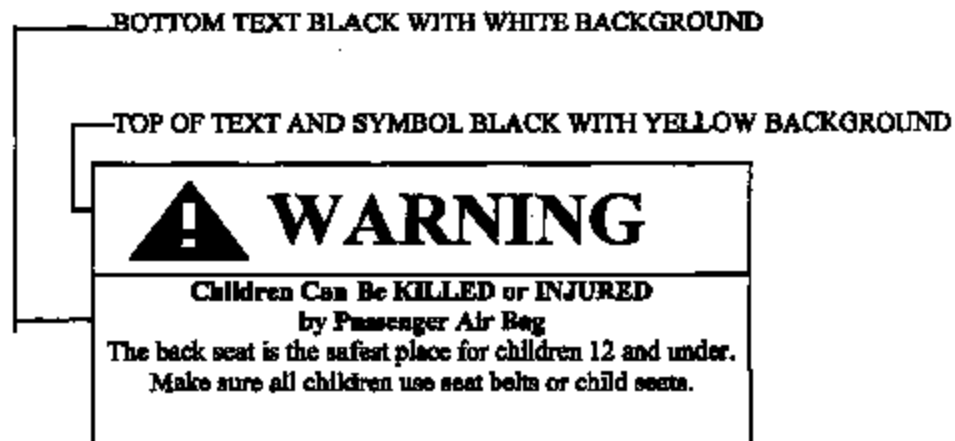 BOTTOM TEXT BLACK WITH WHITE BACKGROUND
TOP OF TEXT AND SYMBOL BLACK WITH YELLOW BACKGROUND
! WARNING
Children Can Be KILLED or INJURED
by Passenger Air Bag
The back seat is the safest place for children 12 and under.
Make sure all children use seat belts or child seats.